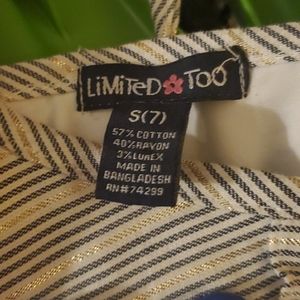 LiMiTeD TOO
S(7)
57% COTTON
40% RAYON
3% LUREX
MADE IN
BANGLADESH
RN# 74299